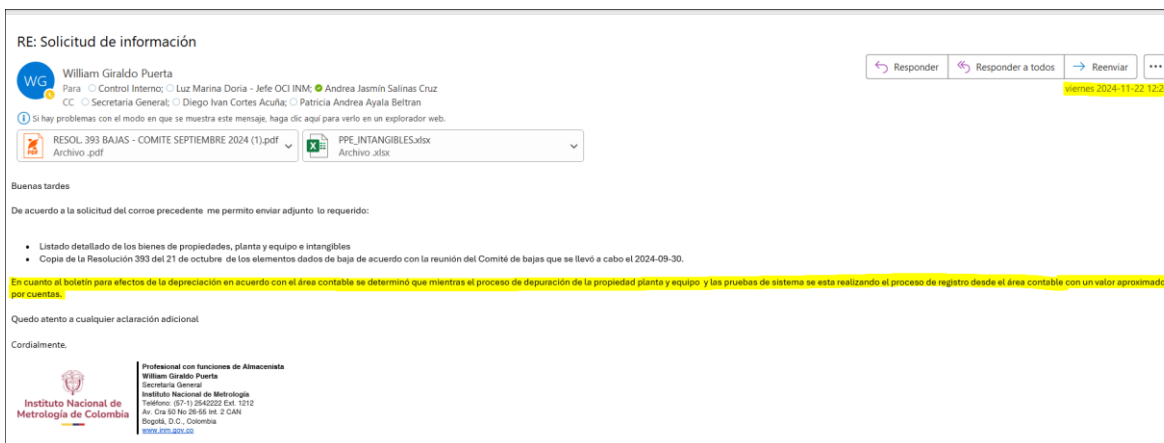 RE: Solicitud de información
WG
William Giraldo Puerta
Para Control Interno; Luz Marina Doria - Jefe OCI INM; Andrea Jasmín Salinas Cruz
CC Secretaria General; Diego Ivan Cortes Acuña; Patricia Andrea Ayala Beltran
Responder
Responder a todos
Reenviar
viernes 2024-11-22
Si hay problemas con el modo en que se muestra este mensaje, haga clic aquí para verlo en un explorador web.
RESOL. 393 BAJAS - COMITE SEPTIEMBRE 2024 (1).pdf
Archivo .pdf
PPE_INTANGIBLES.xlsx
Archivo .xlsx
Buenas tardes
De acuerdo a la solicitud del corroe precedente me permito enviar adjunto lo requerido:
• Listado detallado de los bienes de propiedades, planta y equipo e intangibles
• Copia de la Resolución 393 del 21 de octubre de los elementos dados de baja de acuerdo con la reunión del Comité de bajas que se llevó a cabo el 2024-09-30.
En cuanto al boletín para efectos de la depreciación en acuerdo con el área contable se determinó que mientras el proceso de depuración de la propiedad planta y equipo y las pruebas de sistema se esta realizando el proceso de registro desde el área contable con un valor aproximado
por cuentas.
Quedo atento a cualquier aclaración adicional
Cordialmente,
Instituto Nacional de
Metrología de Colombia
Profesional con funciones de Almacenista
William Giraldo Puerta
Secretaria General
Instituto Nacional de Metrología
Teléfono: (57-1) 2542222 Ext. 1212
Av. Cra 50 No 26-55 Int. 2 CAN
Bogotá, D.C., Colombia
www.inm.gov.co